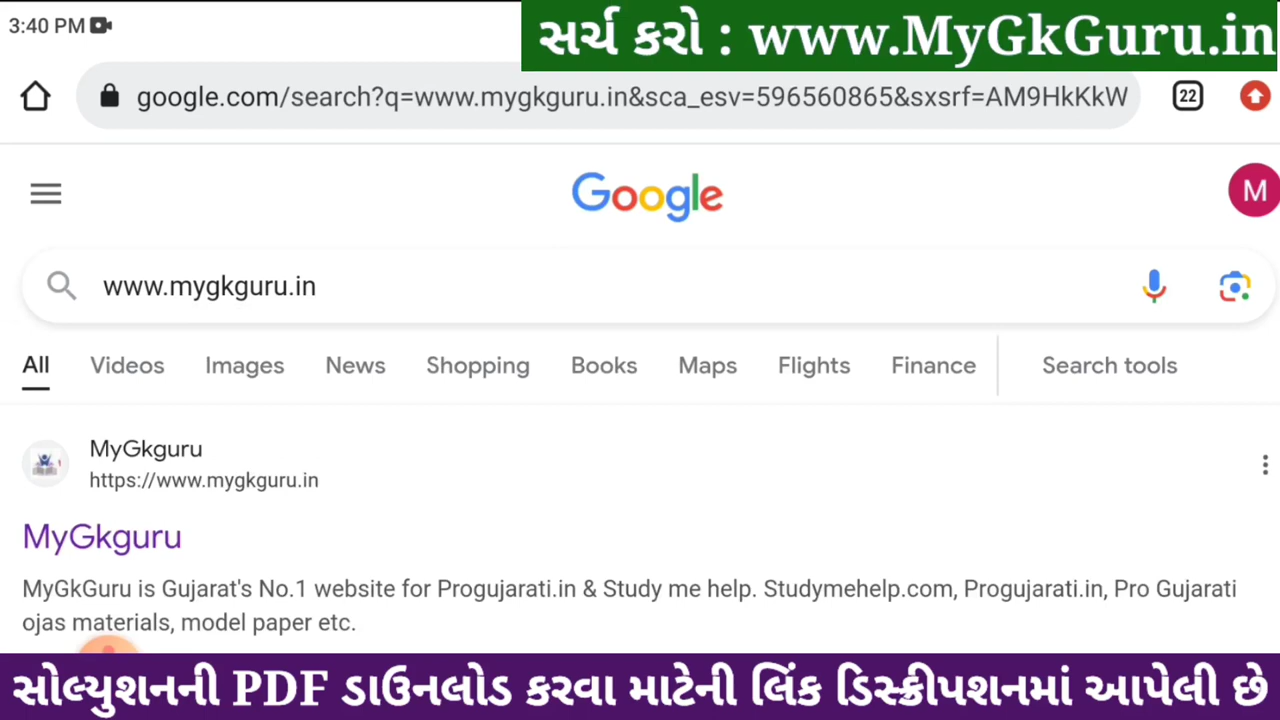 3:40 PM
સર્ચ કરો : www.MyGkGuru.in
google.com/search?q=www.mygkguru.in&sca_esv=596560865&sxsrf=AM9HkKkW
22
Google
M
www.mygkguru.in
All Videos Images News Shopping Books Maps Flights Finance Search tools
MyGkguru
https://www.mygkguru.in
MyGkguru
MyGkGuru is Gujarat's No.1 website for Progujarati.in & Study me help. Studymehelp.com, Progujarati.in, Pro Gujarati
ojas materials, model paper etc.
સોલ્યુશનની PDF ડાઉનલોડ કરવા માટેની લિંક ડિસ્ક્રીપશનમાં આપેલી છે